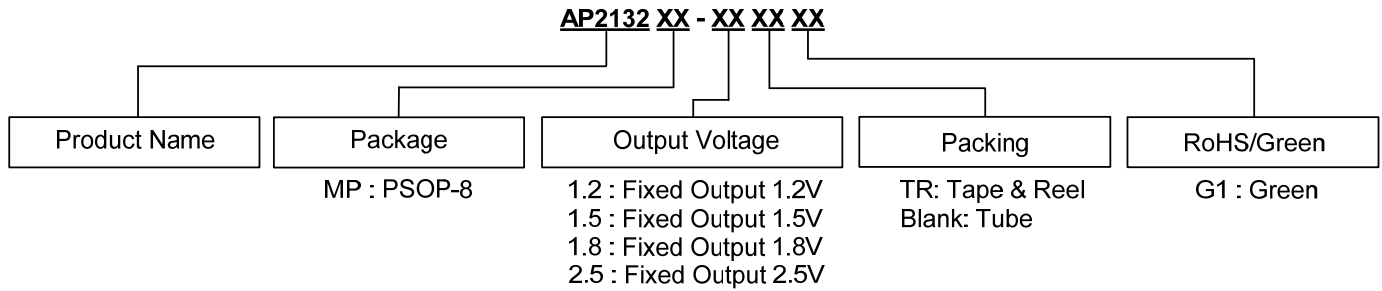 AP2132 XX - XX XX XX
Product Name
Package
Output Voltage
Packing
RoHS/Green
MP : PSOP-8
1.2 : Fixed Output 1.2V
1.5 : Fixed Output 1.5V
1.8 : Fixed Output 1.8V
2.5 : Fixed Output 2.5V
TR: Tape & Reel
Blank: Tube
G1 : Green